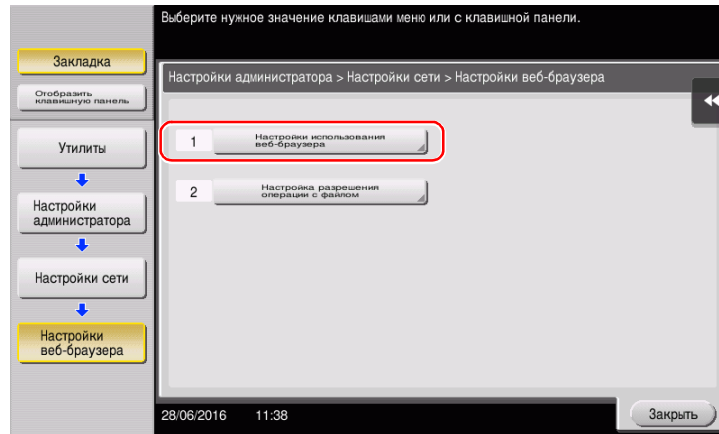 Выберите нужное значение клавишами меню или с клавишной панели.
Закладка
Отобразить
клавишную панель
Утилиты
Настройки
администратора
Настройки сети
Настройки
веб-браузера
Настройки администратора > Настройки сети > Настройки веб-браузера
1
Настройки использования
веб-браузера
2
Настройка разрешения
операции с файлом
28/06/2016 11:38
Закрыть